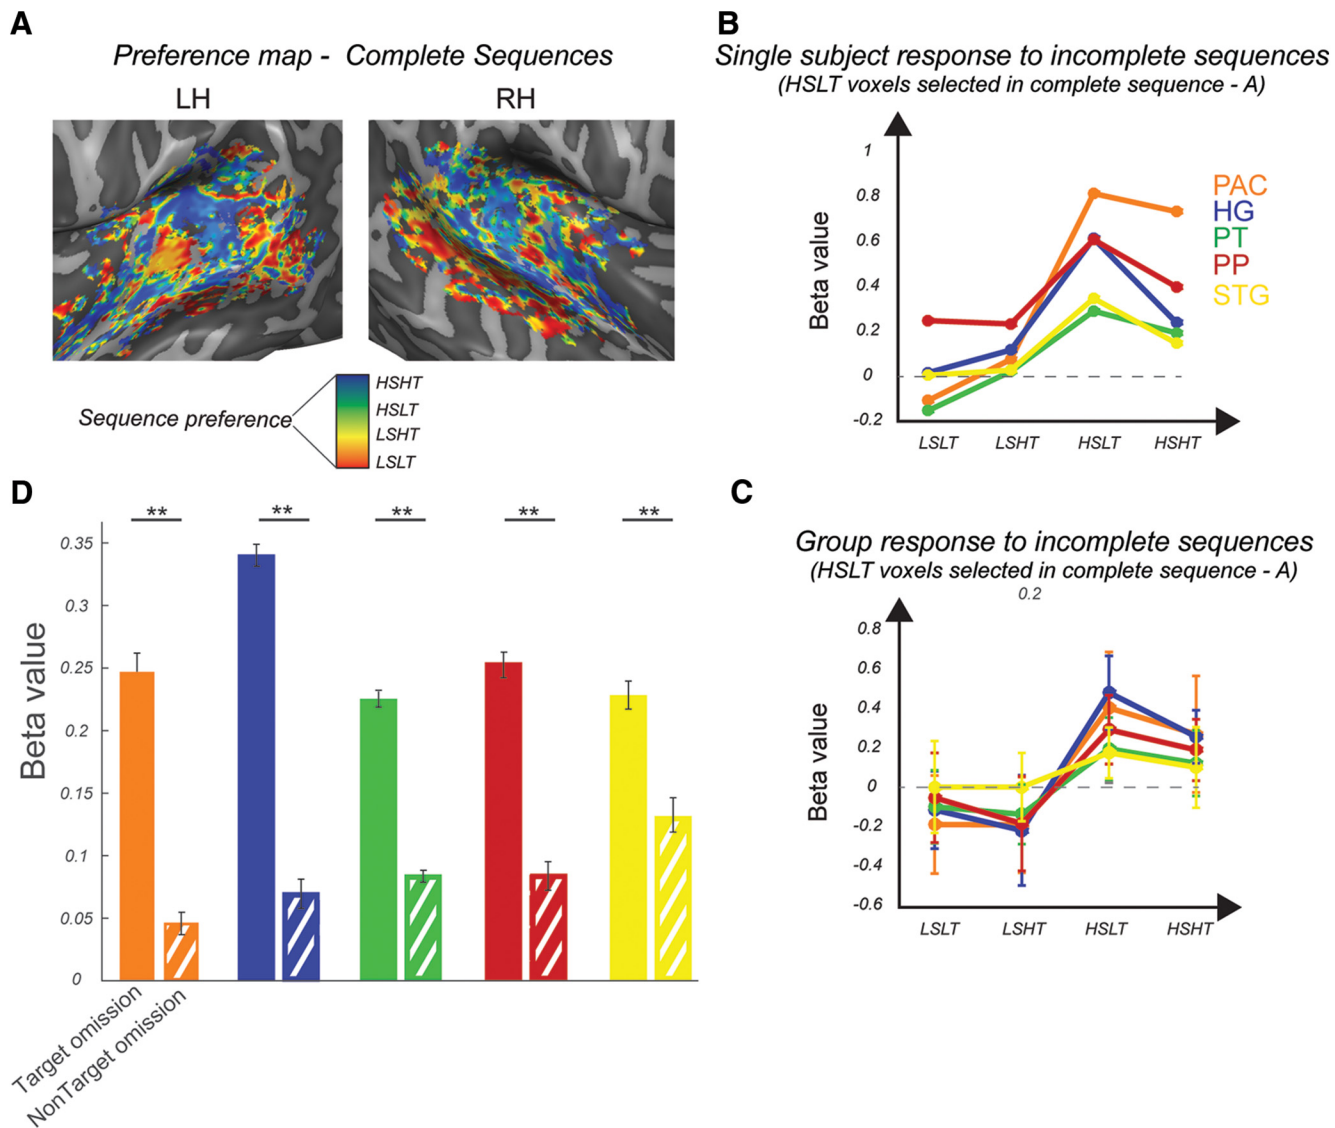 A
Preference map - Complete Sequences
LH
RH
Sequence preference
HSHT
HSLT
LSHT
LSLT
B
Single subject response to incomplete sequences
(HSLT voxels selected in complete sequence - A)
Beta value
1
0.8
0.6
0.4
0.2
0
-0.2
LSLT LSHT HSLT HSHT
PAC
HG
PT
PP
STG
D
** ** ** ** **
Beta value
0.35
0.3
0.25
0.2
0.15
0.1
0.05
0
Target omission
NonTarget omission
C
Group response to incomplete sequences
(HSLT voxels selected in complete sequence - A)
0.2
Beta value
0.8
0.6
0.4
0.2
0
-0.2
-0.4
-0.6
LSLT LSHT HSLT HSHT